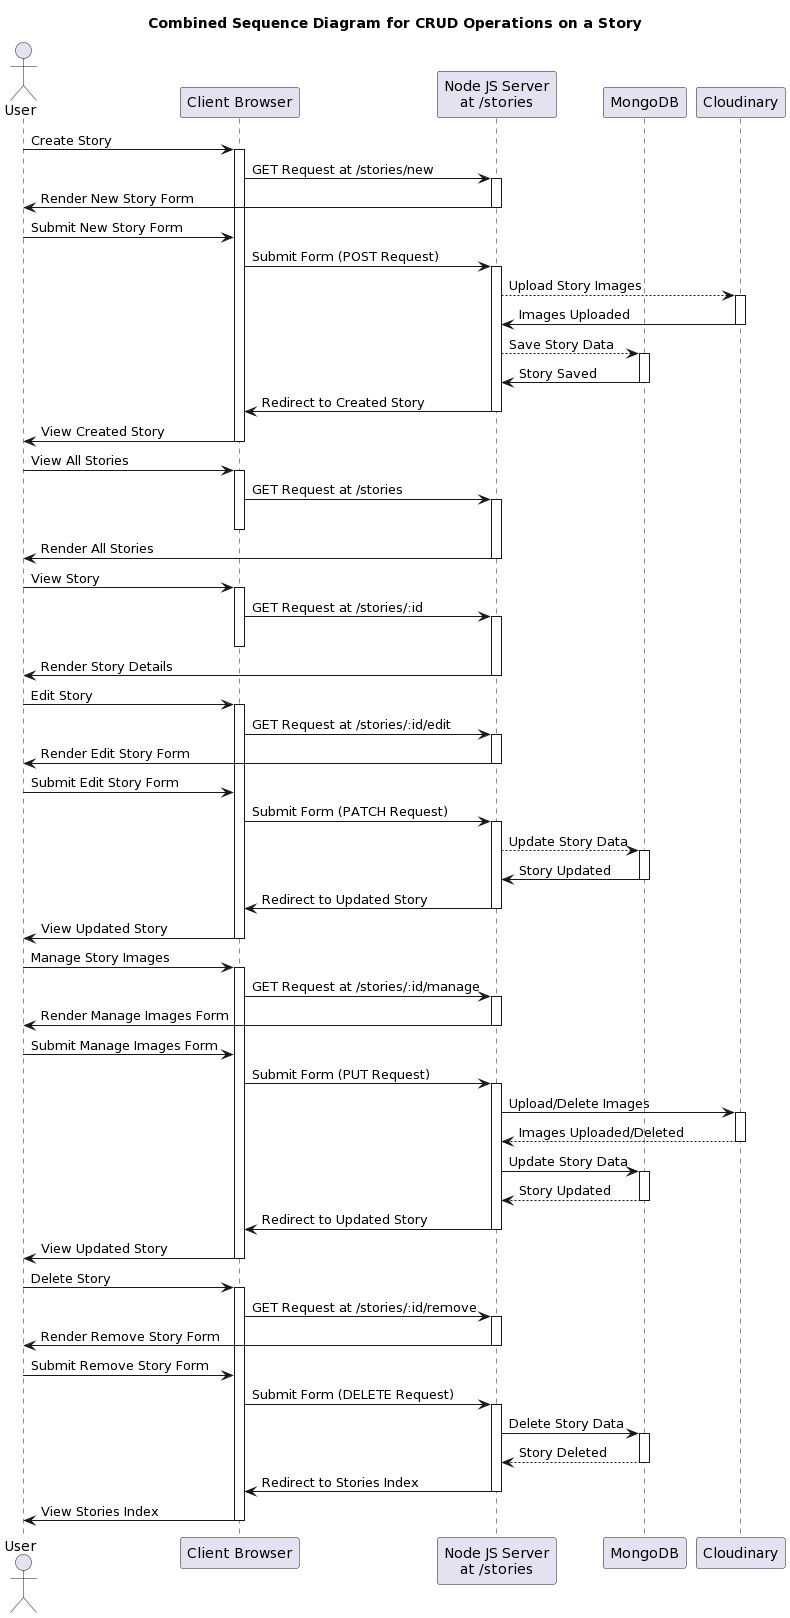 Combined Sequence Diagram for CRUD Operations on a Story
User
Client Browser
Node JS Server
at /stories
MongoDB
Cloudinary
Create Story
GET Request at /stories/new
Render New Story Form
Submit New Story Form
Submit Form (POST Request)
Upload Story Images
Images Uploaded
Save Story Data
Story Saved
Redirect to Created Story
View Created Story
View All Stories
GET Request at /stories
Render All Stories
View Story
GET Request at /stories/:id
Render Story Details
Edit Story
GET Request at /stories/:id/edit
Render Edit Story Form
Submit Edit Story Form
Submit Form (PATCH Request)
Update Story Data
Story Updated
Redirect to Updated Story
View Updated Story
Manage Story Images
GET Request at /stories/:id/manage
Render Manage Images Form
Submit Manage Images Form
Submit Form (PUT Request)
Upload/Delete Images
Images Uploaded/Deleted
Update Story Data
Story Updated
Redirect to Updated Story
View Updated Story
Delete Story
GET Request at /stories/:id/remove
Render Remove Story Form
Submit Remove Story Form
Submit Form (DELETE Request)
Delete Story Data
Story Deleted
Redirect to Stories Index
View Stories Index
User
Client Browser
Node JS Server
at /stories
MongoDB
Cloudinary